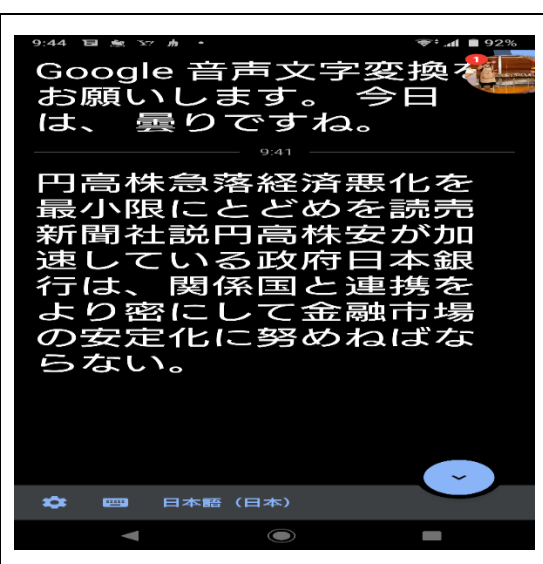 9:44 92%
1
Google 音声文字変換を
お願いします。 今日
は、 曇りですね。
9:41
円高株急落経済悪化を
最小限にとどめを読売
新聞社説円高株安が加
速している政府日本銀
行は、 関係国と連携を
より密にして金融市場
の安定化に努めねばな
らない。
日本語（日本）